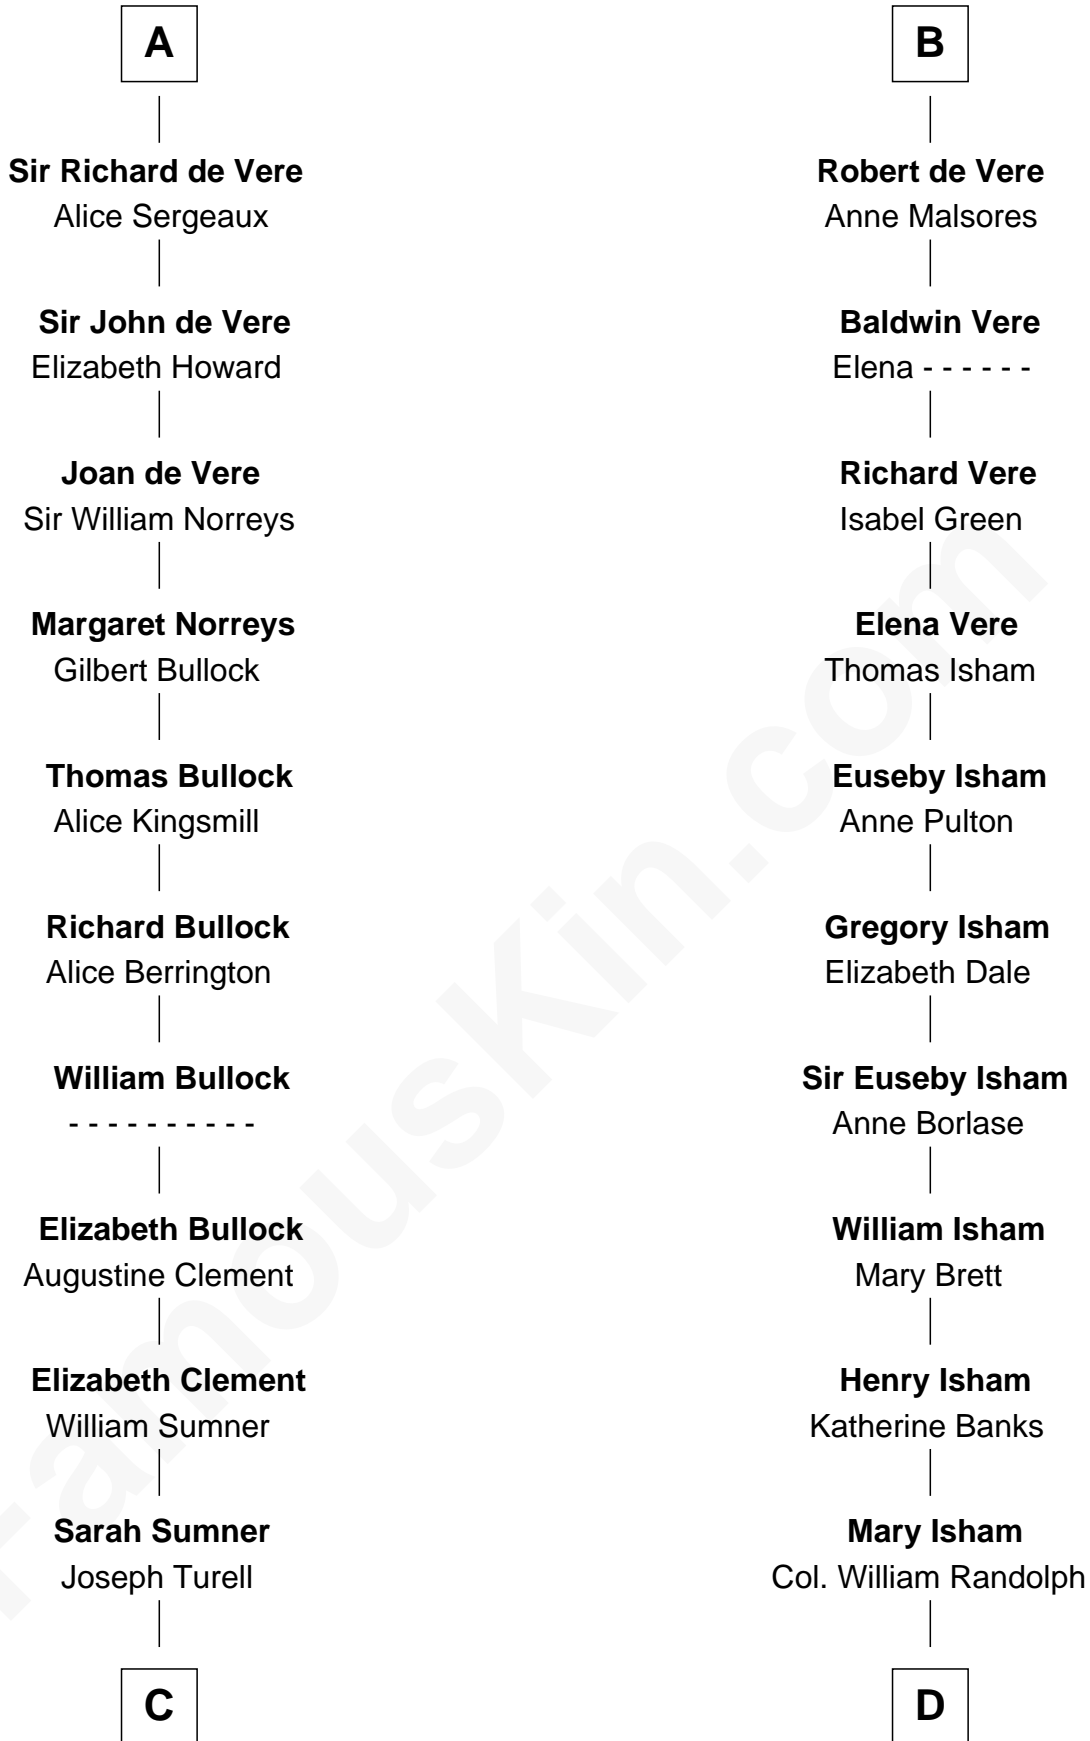 A
Sir Richard de Vere
Alice Sergeaux
Sir John de Vere
Elizabeth Howard
Joan de Vere
Sir William Norreys
Margaret Norreys
Gilbert Bullock
Thomas Bullock
Alice Kingsmill
Richard Bullock
Alice Berrington
William Bullock
- - - - - - - - - -
Elizabeth Bullock
Augustine Clement
Elizabeth Clement
William Sumner
Sarah Sumner
Joseph Turell
C
B
Robert de Vere
Anne Malsores
Baldwin Vere
Elena - - - - - -
Richard Vere
Isabel Green
Elena Vere
Thomas Isham
Euseby Isham
Anne Pulton
Gregory Isham
Elizabeth Dale
Sir Euseby Isham
Anne Borlase
William Isham
Mary Brett
Henry Isham
Katherine Banks
Mary Isham
Col. William Randolph
D
FamousKin.com